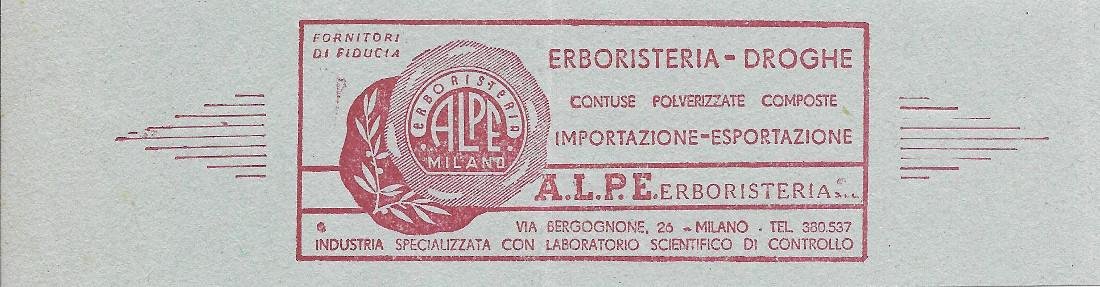 FORNITORI
DI FIDUCIA
ERBORISTERIA
ALPE
MILANO
ERBORISTERIA - DROGHE
CONTUSE POLVERIZZATE COMPOSTE
IMPORTAZIONE-ESPORTAZIONE
A.L.P.E. ERBORISTERIA S.r.l.
VIA BERGOGNONE, 26 - MILANO - TEL. 380.537
INDUSTRIA SPECIALIZZATA CON LABORATORIO SCIENTIFICO DI CONTROLLO